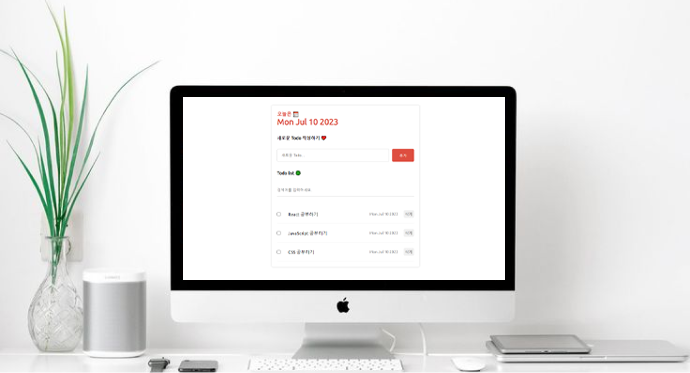 오늘은 📅
Mon Jul 10 2023
새로운 Todo 작성하기 ❤️
새로운 Todo
추가
Todo list
검색어를 입력하세요
React 공부하기 Mon Jul 10 2023 삭제
JavaScript 공부하기 Mon Jul 10 2023 삭제
CSS 공부하기 Mon Jul 10 2023 삭제